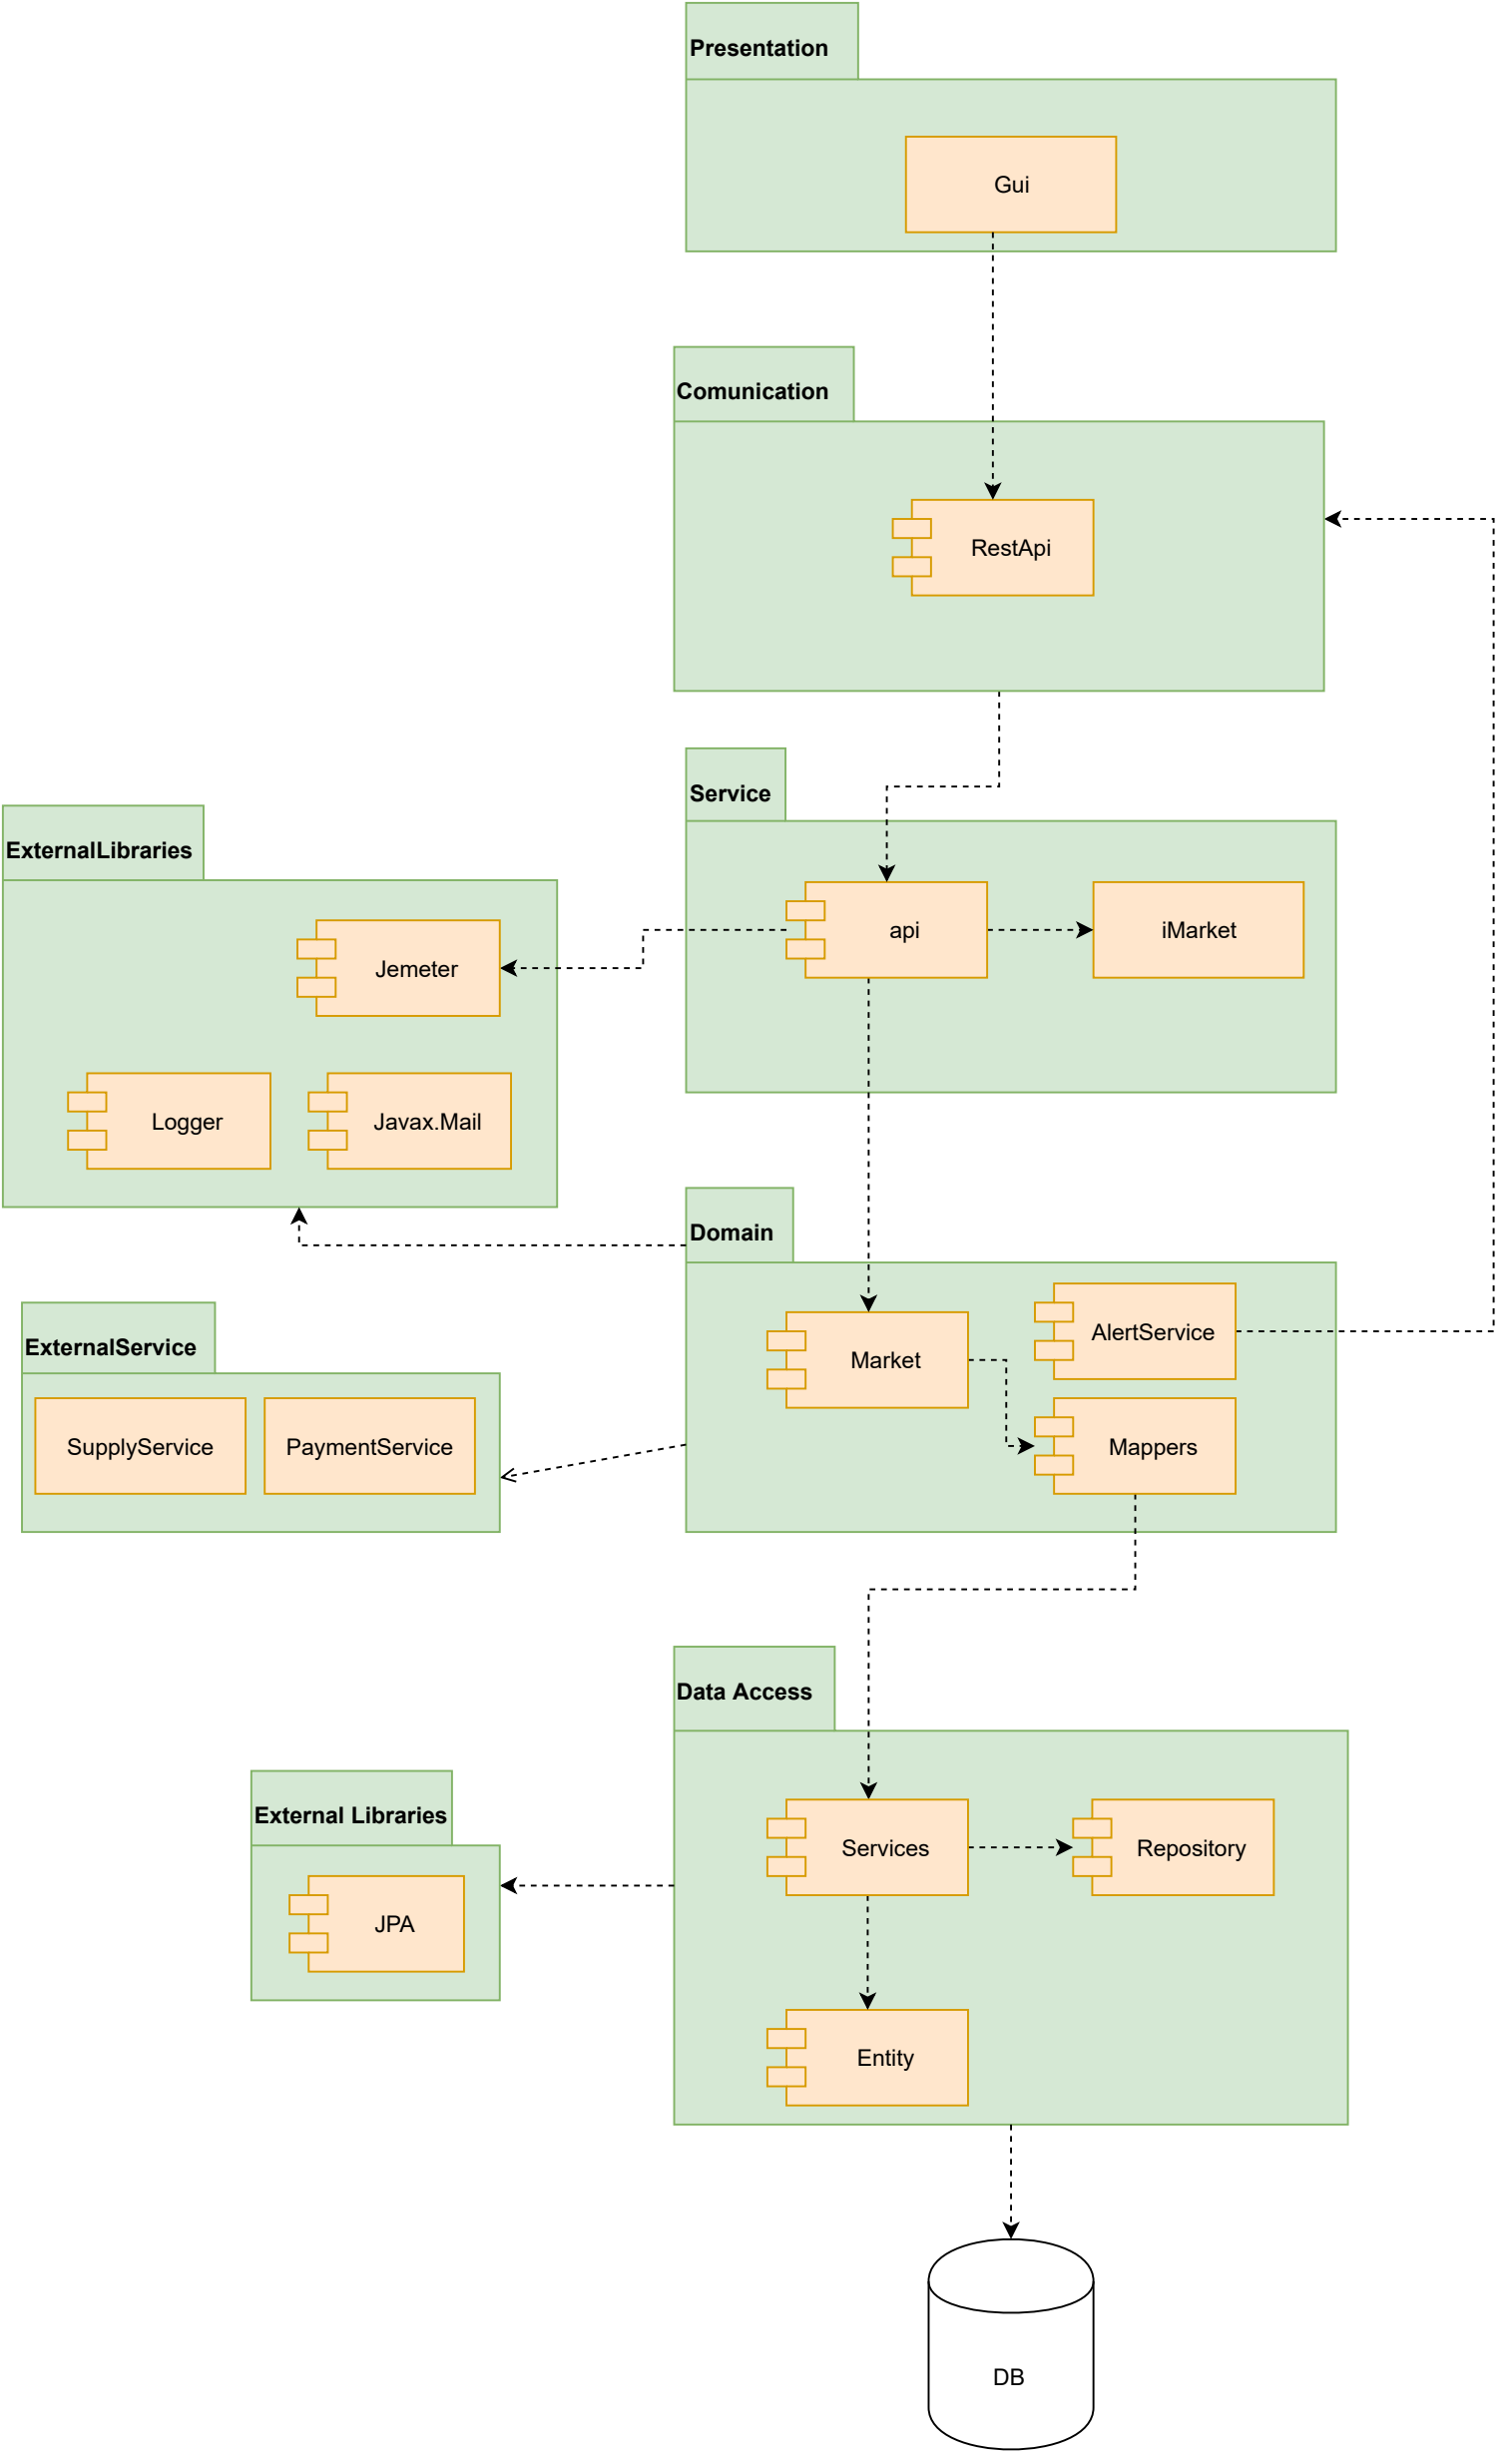 Presentation
Gui
Comunication
RestApi
Service
api
iMarket
ExternalLibraries
Jemeter
Logger
Javax.Mail
Domain
Market
AlertService
Mappers
ExternalService
SupplyService
PaymentService
Data Access
Services
Repository
Entity
External Libraries
JPA
DB